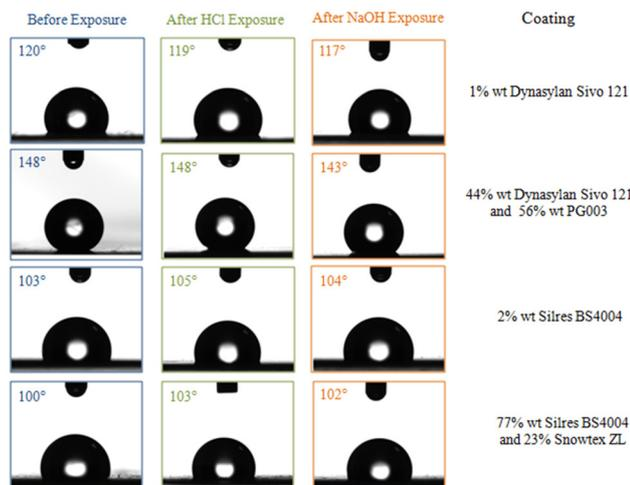 Before Exposure After HCl Exposure After NaOH Exposure Coating
120° 119° 117°
1% wt Dynasylan Sivo 121
148° 148° 143°
44% wt Dynasylan Sivo 121
and 56% wt PG003
103° 105° 104°
2% wt Silres BS4004
100° 103° 102°
77% wt Silres BS4004
and 23% Snowtex ZL